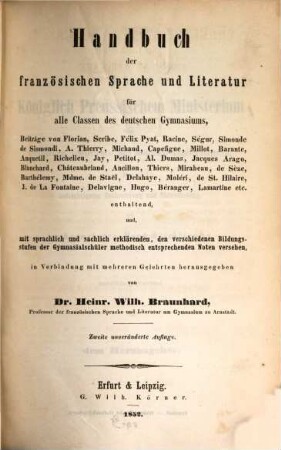 Handbuch
der
französischen Sprache und Literatur
für
alle Classen des deutschen Gymnasiums,
Beiträge von Florian, Scribe, Félix Pyat, Racine, Ségur, Simonde
de Sismondi, A. Thierry, Michaud, Capefigue, Millot, Barante,
Anquetil, Richelieu, Jay, Petitot, Al. Dumas, Jacques Arago,
Blanchard, Châteaubriand, Ancillon, Thiers, Mirabeau, de Sèze,
Barthélemy, Mdme. de Staël, Delahaye, Moléri, de St. Hilaire,
J. de La Fontaine, Delavigne, Hugo, Béranger, Lamartine etc.
enthaltend,
und,
mit sprachlich und sachlich erklärenden, den verschiedenen Bildungs-
stufen der Gymnasialschüler methodisch entsprechenden Noten versehen,
in Verbindung mit mehreren Gelehrten herausgegeben
von
Dr. Heinr. Wilh. Braunhard,
Professor der französischen Sprache und Literatur am Gymnasium zu Arnstadt.
Zweite unveränderte Auflage.
Erfurt & Leipzig.
G. Wilh. Körner.
1852.